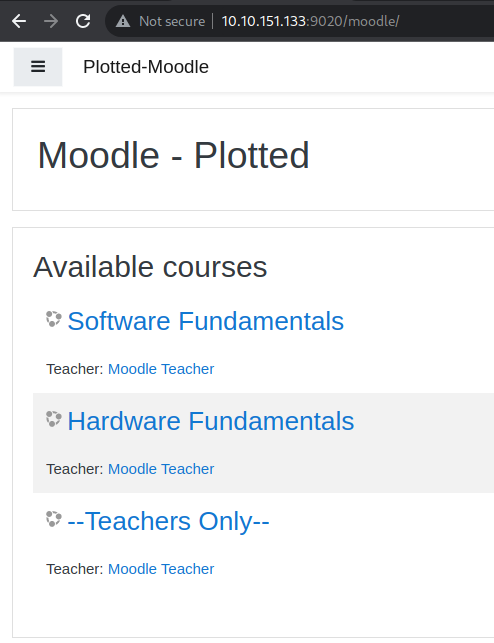 Not secure | 10.10.151.133:9020/moodle/
Plotted-Moodle
Moodle - Plotted
Available courses
Software Fundamentals
Teacher: Moodle Teacher
Hardware Fundamentals
Teacher: Moodle Teacher
--Teachers Only--
Teacher: Moodle Teacher